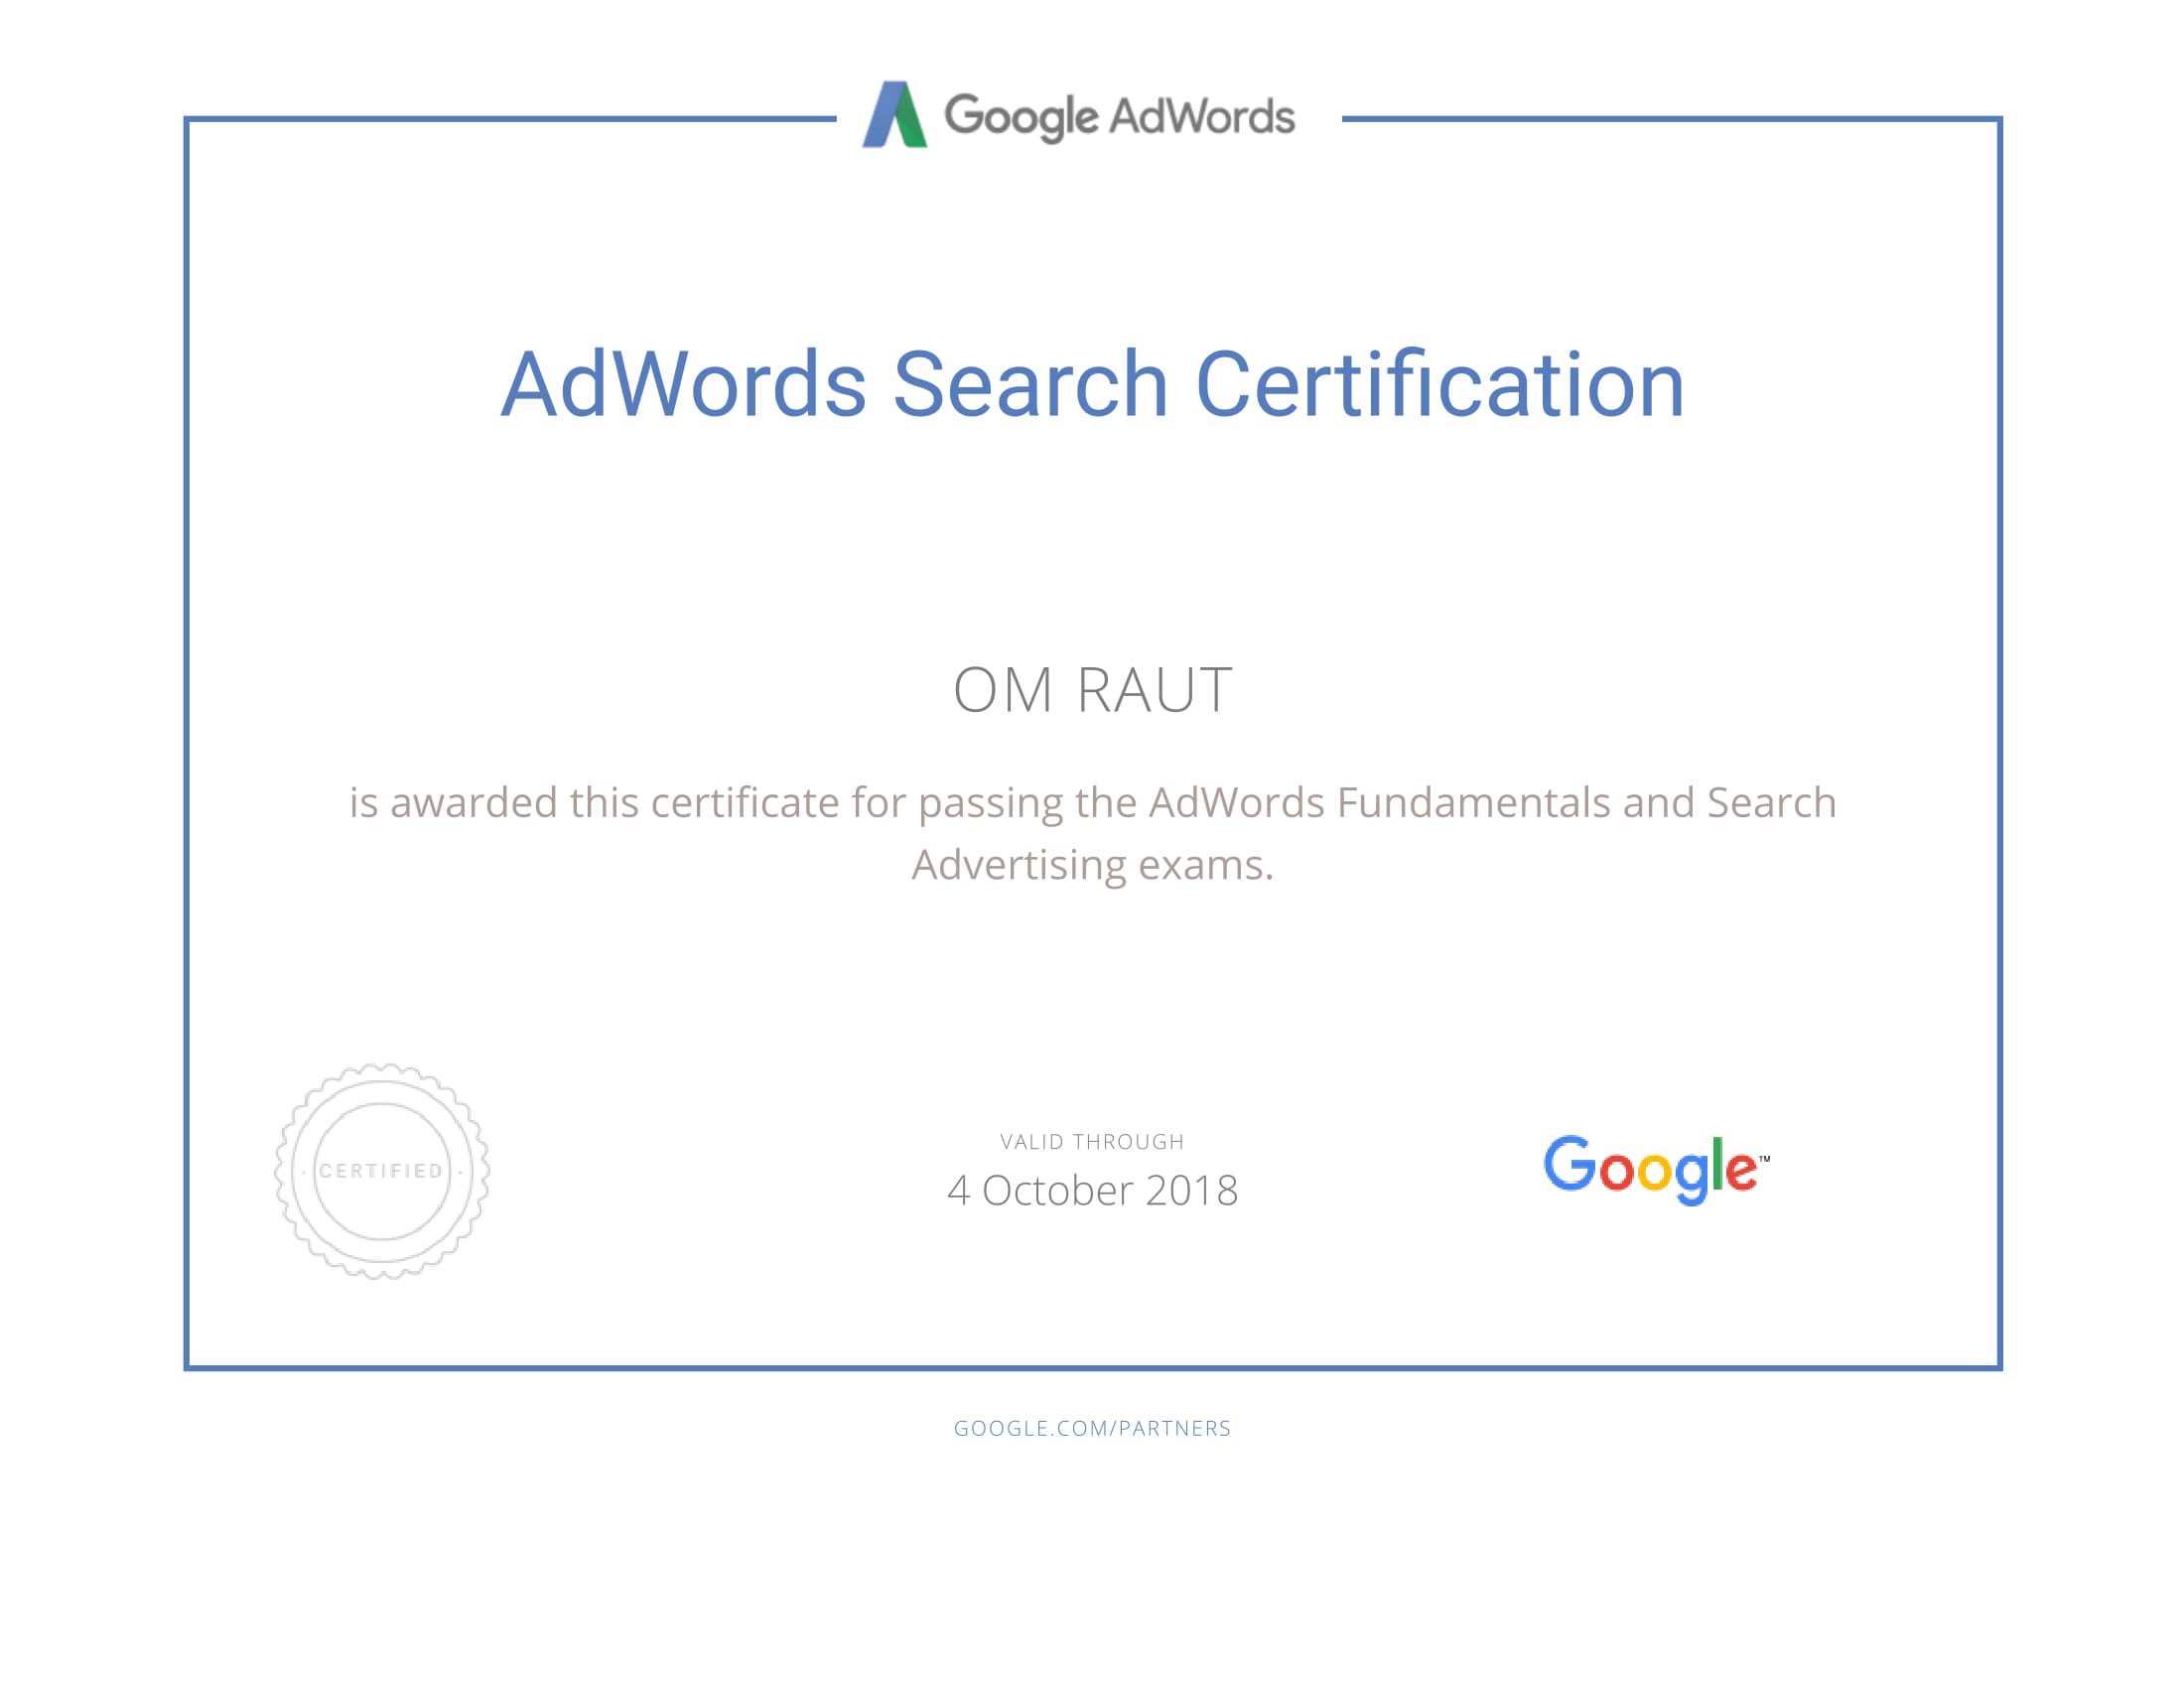 Google AdWords
AdWords Search Certification
OM RAUT
is awarded this certificate for passing the AdWords Fundamentals and Search
Advertising exams.
· CERTIFIED ·
VALID THROUGH
4 October 2018
Google™
GOOGLE.COM/PARTNERS